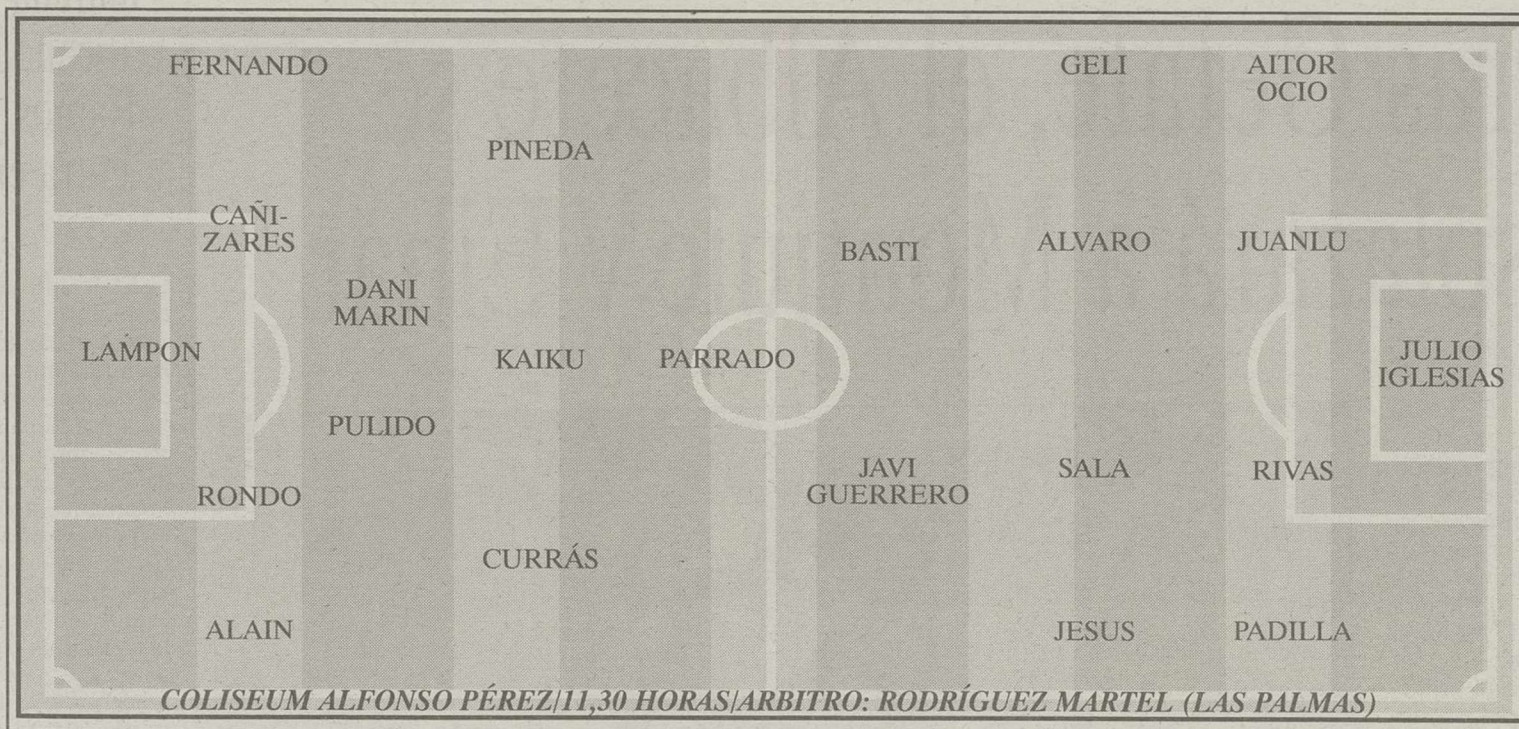 FERNANDO
CAÑI-
ZARES
LAMPON
RONDO
ALAIN
DANI
MARIN
PULIDO
PINEDA
KAIKU
CURRÁS
PARRADO
BASTI
JAVI
GUERRERO
GELI
ALVARO
SALA
JESUS
AITOR
OCIO
JUANLU
RIVAS
PADILLA
JULIO
IGLESIAS
COLISEUM ALFONSO PÉREZ/11,30 HORAS/ARBITRO: RODRÍGUEZ MARTEL (LAS PALMAS)